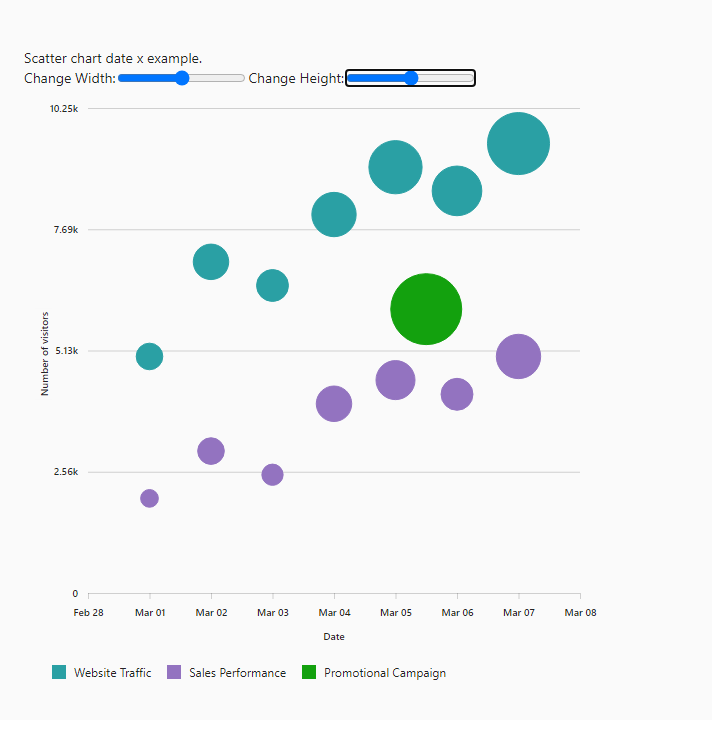 Scatter chart date x example.
Change Width: Change Height:
10.25k
7.69k
5.13k
2.56k
0
Number of visitors
Feb 28 Mar 01 Mar 02 Mar 03 Mar 04 Mar 05 Mar 06 Mar 07 Mar 08
Date
Website Traffic Sales Performance Promotional Campaign